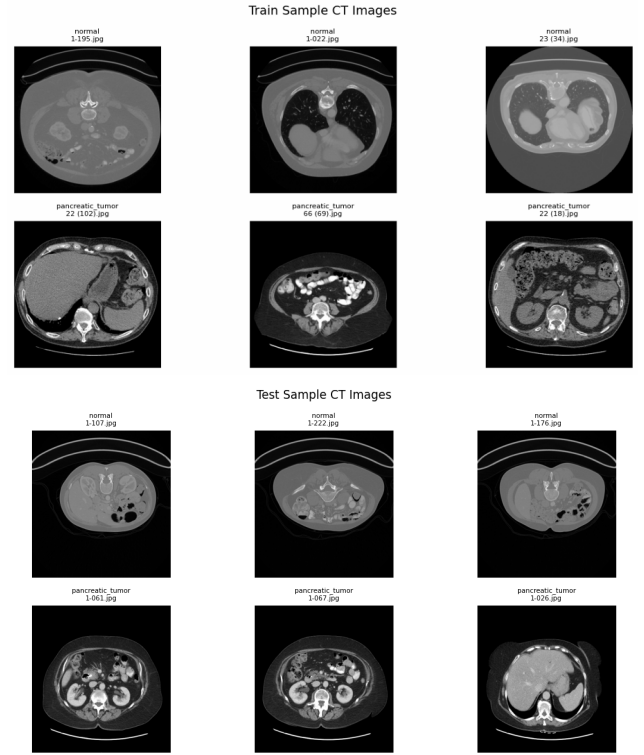 Train Sample CT Images
normal
1-195.jpg
normal
1-022.jpg
normal
23 (34).jpg
pancreatic_tumor
22 (102).jpg
pancreatic_tumor
66 (69).jpg
pancreatic_tumor
22 (18).jpg
Test Sample CT Images
normal
1-107.jpg
normal
1-222.jpg
normal
1-176.jpg
pancreatic_tumor
1-061.jpg
pancreatic_tumor
1-067.jpg
pancreatic_tumor
1-026.jpg